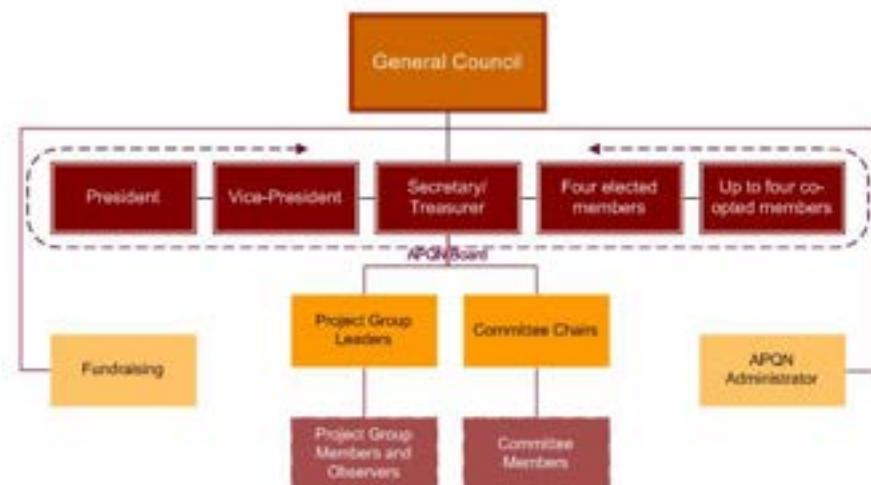 General Council
President
Vice-President
Secretary/
Treasurer
Four elected
members
Up to four co-
opted members
APQN Board
Project Group
Leaders
Committee Chairs
Fundraising
APQN
Administrator
Project Group
Members and
Observers
Committee
Members